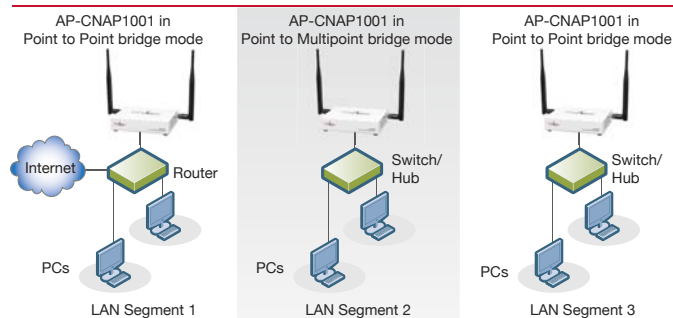 AP-CNAP1001 in
Point to Point bridge mode
AP-CNAP1001 in
Point to Multipoint bridge mode
AP-CNAP1001 in
Point to Point bridge mode
Internet
Router
PCs
LAN Segment 1
Switch/
Hub
PCs
LAN Segment 2
Switch/
Hub
PCs
LAN Segment 3